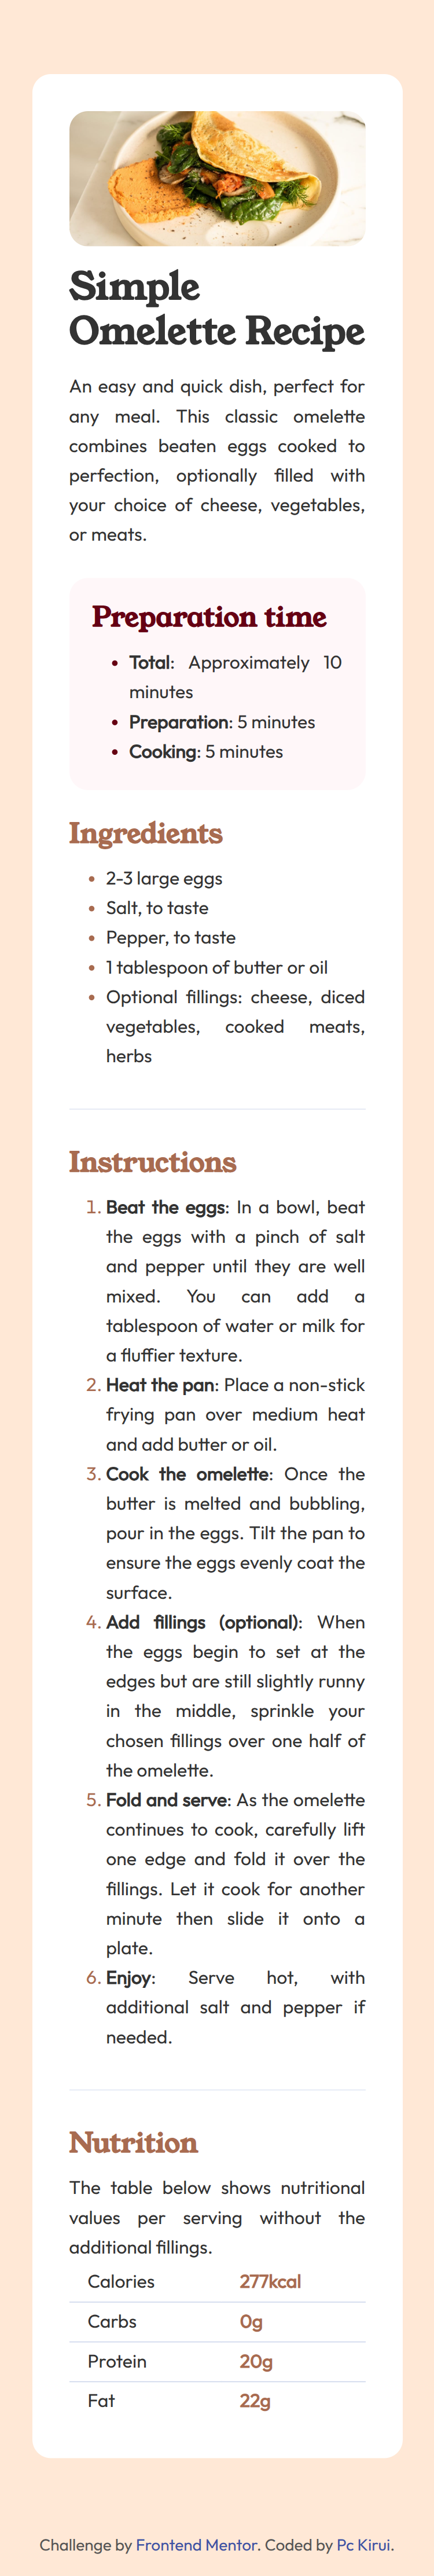 Simple
Omelette Recipe
An easy and quick dish, perfect for
any meal. This classic omelette
combines beaten eggs cooked to
perfection, optionally filled with
your choice of cheese, vegetables,
or meats.
Preparation time
• Total: Approximately 10
minutes
• Preparation: 5 minutes
• Cooking: 5 minutes
Ingredients
• 2-3 large eggs
• Salt, to taste
• Pepper, to taste
• 1 tablespoon of butter or oil
• Optional fillings: cheese, diced
vegetables, cooked meats,
herbs
Instructions
1. Beat the eggs: In a bowl, beat
the eggs with a pinch of salt
and pepper until they are well
mixed. You can add a
tablespoon of water or milk for
a fluffier texture.
2. Heat the pan: Place a non-stick
frying pan over medium heat
and add butter or oil.
3. Cook the omelette: Once the
butter is melted and bubbling,
pour in the eggs. Tilt the pan to
ensure the eggs evenly coat the
surface.
4. Add fillings (optional): When
the eggs begin to set at the
edges but are still slightly runny
in the middle, sprinkle your
chosen fillings over one half of
the omelette.
5. Fold and serve: As the omelette
continues to cook, carefully lift
one edge and fold it over the
fillings. Let it cook for another
minute then slide it onto a
plate.
6. Enjoy: Serve hot, with
additional salt and pepper if
needed.
Nutrition
The table below shows nutritional
values per serving without the
additional fillings.
Calories 277kcal
Carbs 0g
Protein 20g
Fat 22g
Challenge by Frontend Mentor. Coded by Pc Kirui.